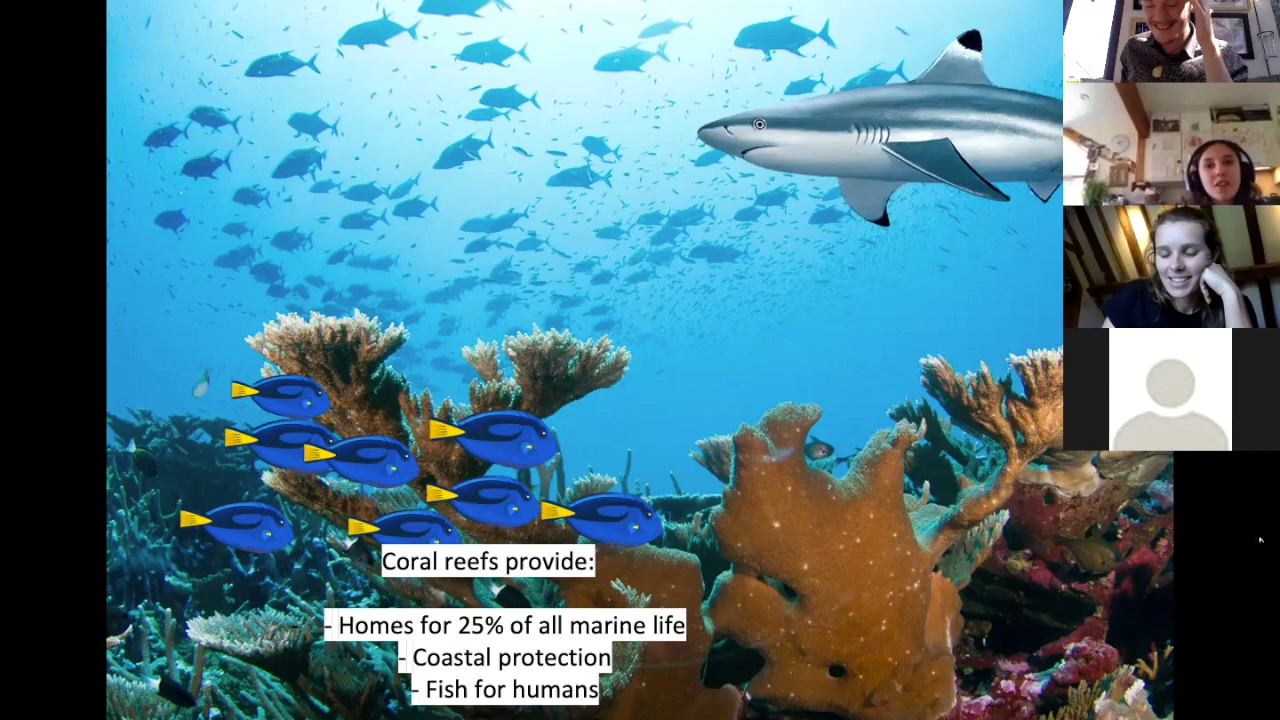 Coral reefs provide:
- Homes for 25% of all marine life
- Coastal protection
- Fish for humans